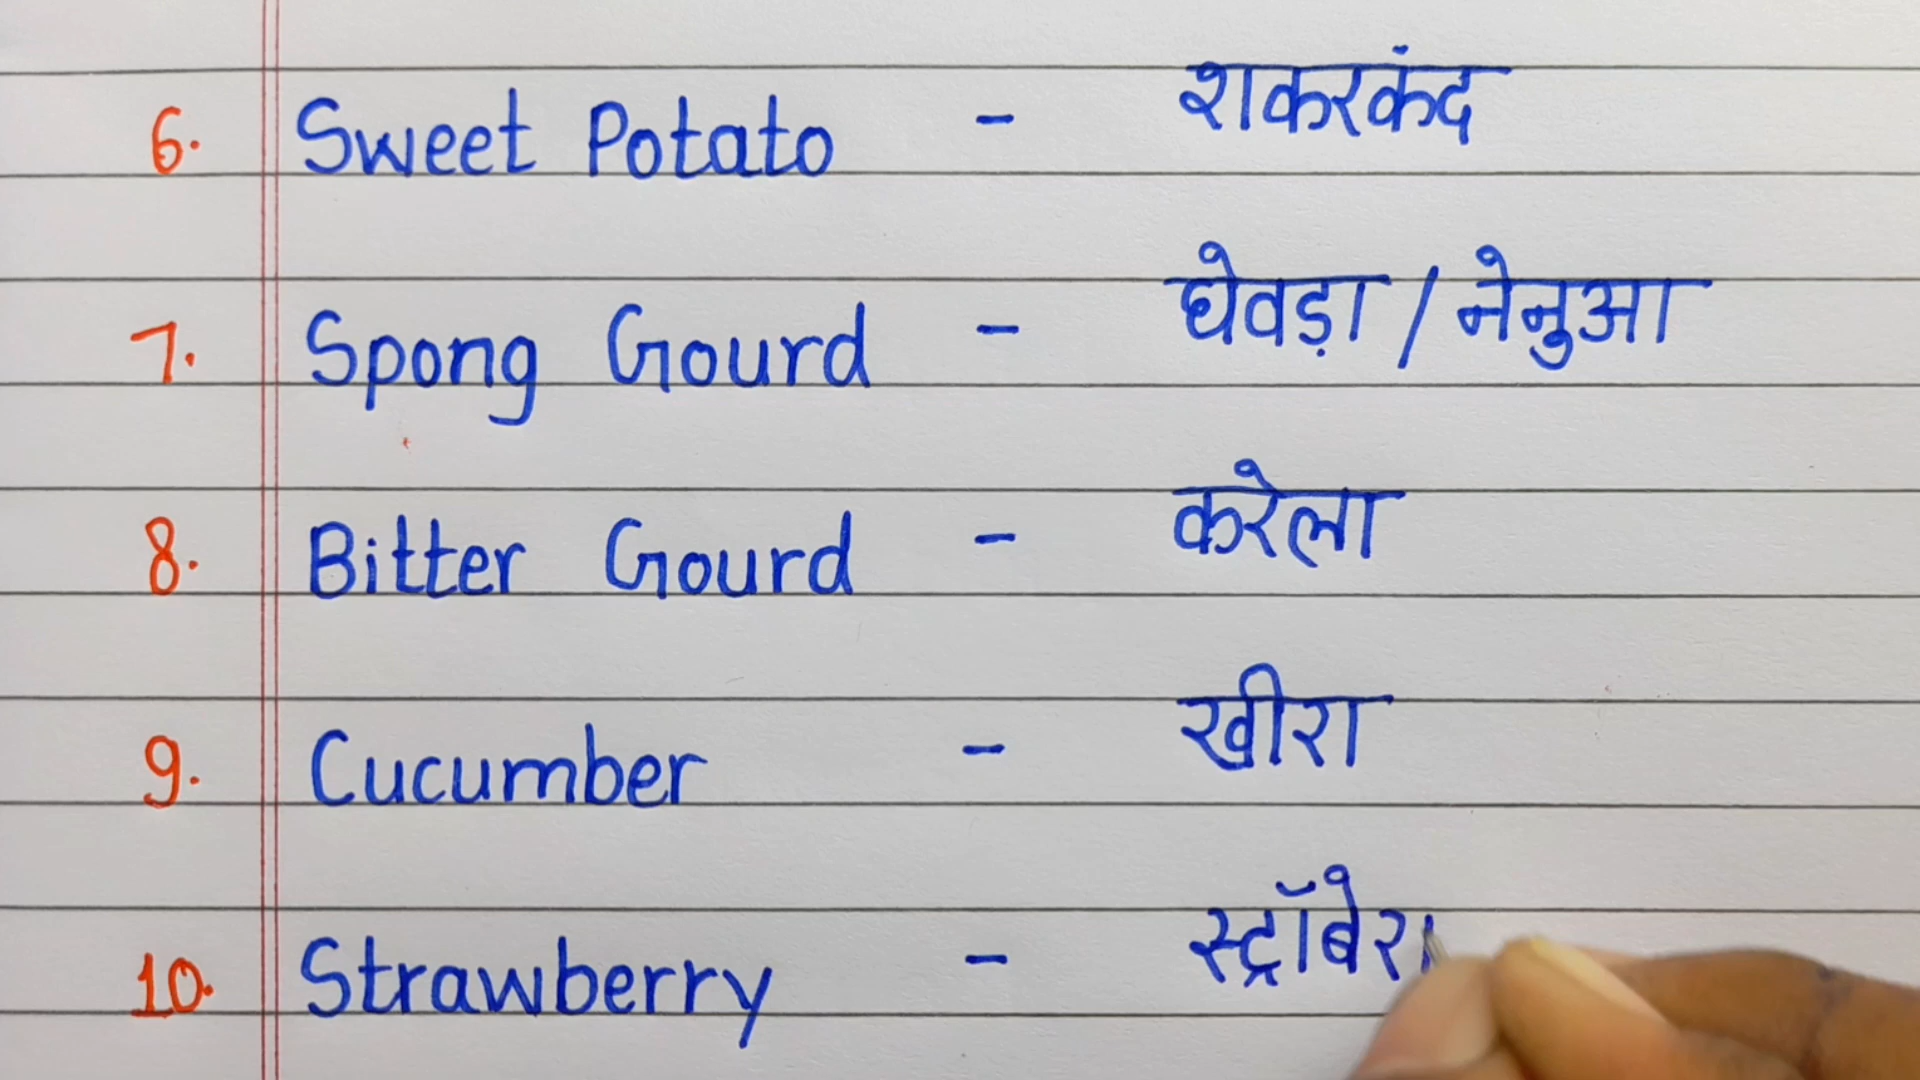 6. Sweet Potato - शकरकंद
7. Spong Gourd - घेवड़ा / नेनुआ
8. Bitter Gourd - करेला
9. Cucumber - खीरा
10. Strawberry - स्ट्रॉबेरा